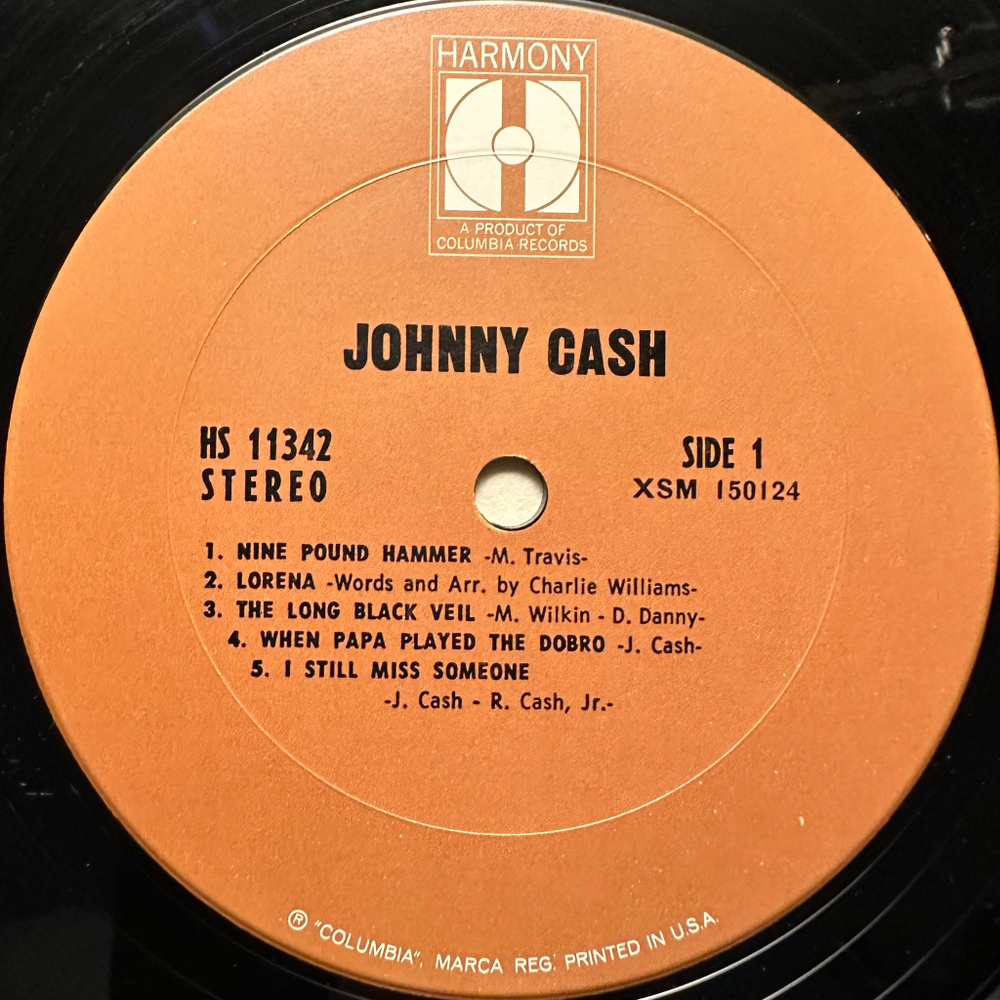 HARMONY
A PRODUCT OF
COLUMBIA RECORDS
JOHNNY CASH
HS 11342
STEREO
SIDE 1
XSM 150124
1. NINE POUND HAMMER -M. Travis-
2. LORENA -Words and Arr. by Charlie Williams-
3. THE LONG BLACK VEIL -M. Wilkin - D. Danny-
4. WHEN PAPA PLAYED THE DOBRO -J. Cash-
5. I STILL MISS SOMEONE
-J. Cash - R. Cash, Jr.-
® "COLUMBIA", MARCA REG. PRINTED IN U.S.A.